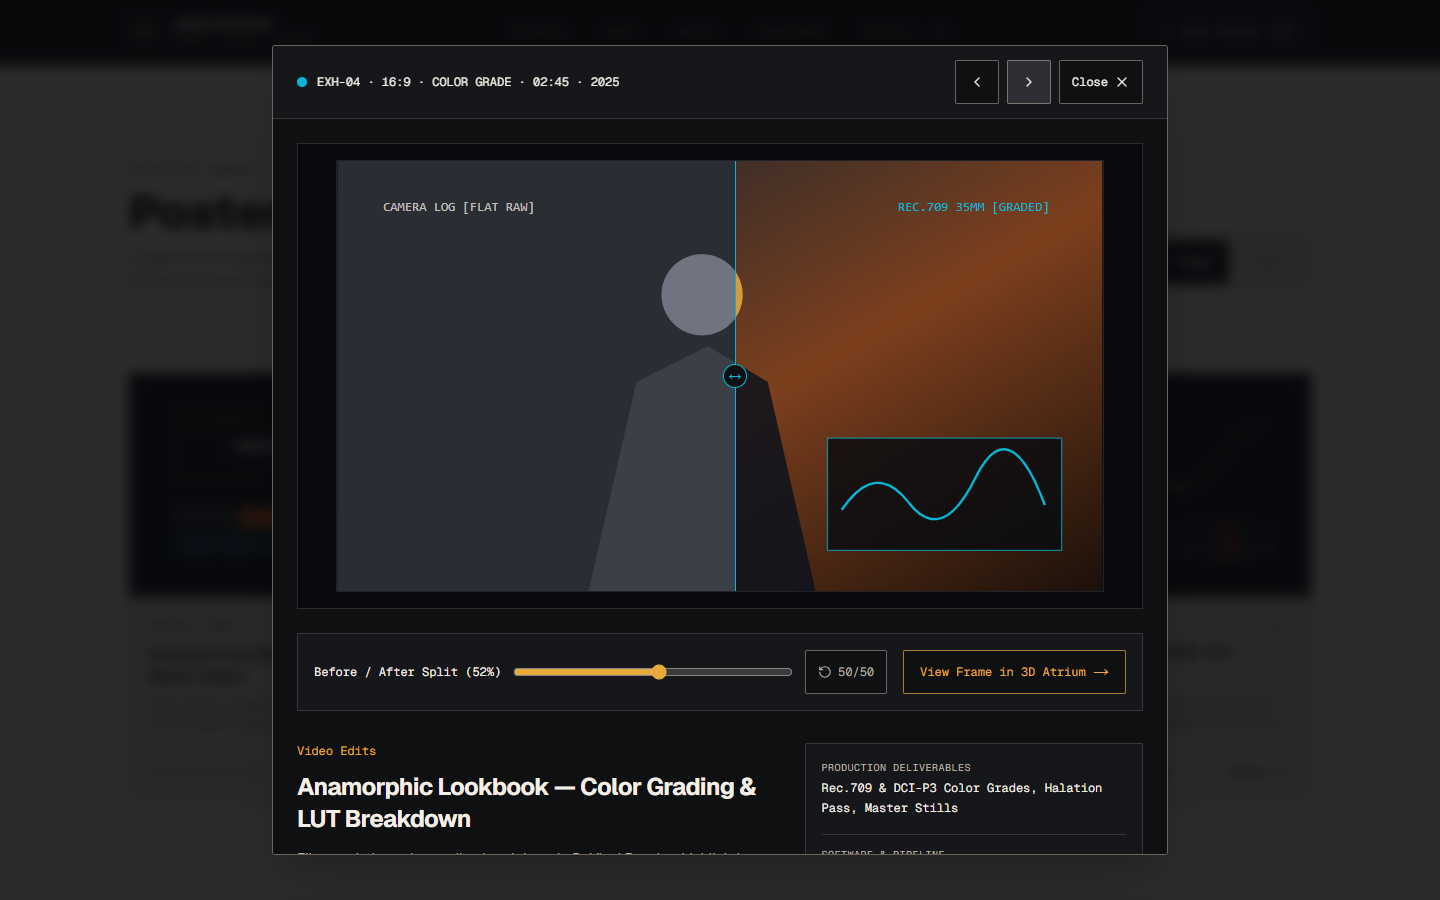 EXH-04 · 16:9 · COLOR GRADE · 02:45 · 2025
Close
CAMERA LOG [FLAT RAW]
REC.709 35MM [GRADED]
Before / After Split (52%)
50/50
View Frame in 3D Atrium →
Video Edits
Anamorphic Lookbook — Color Grading &
LUT Breakdown
PRODUCTION DELIVERABLES
Rec.709 & DCI-P3 Color Grades, Halation
Pass, Master Stills
SOFTWARE & PIPELINE